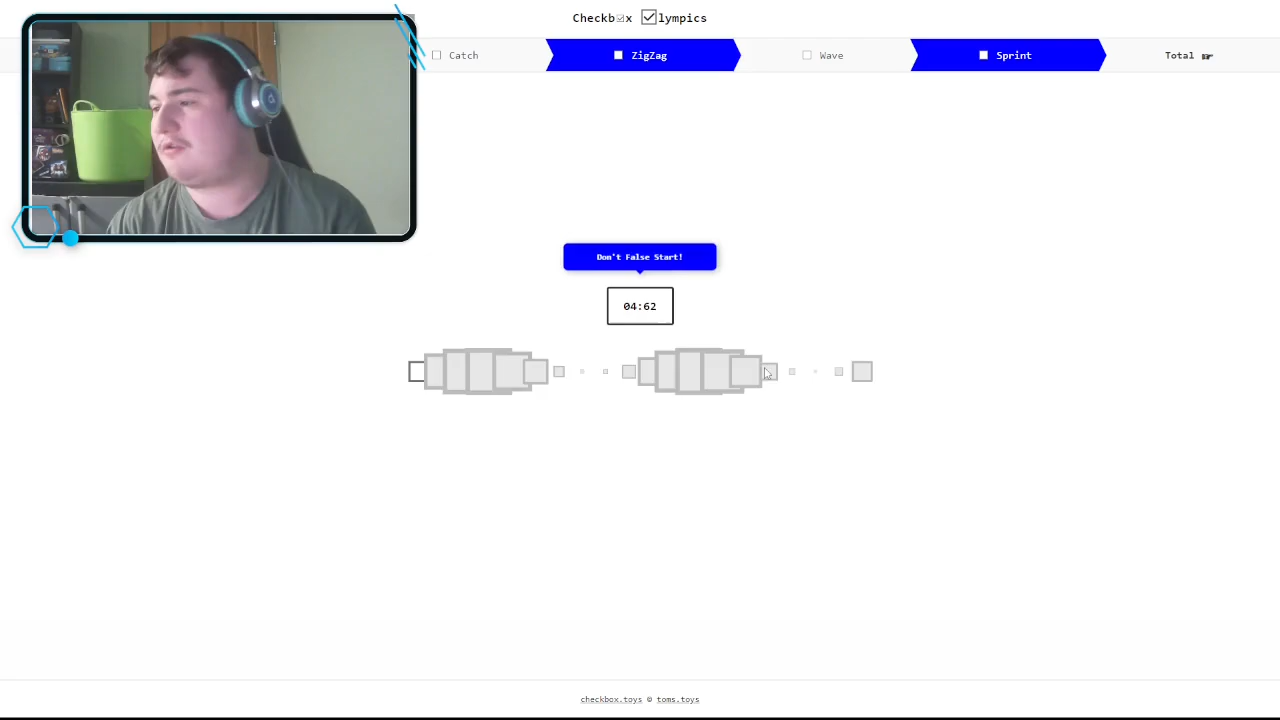 Checkb☑x ☑lympics
Catch
ZigZag
Wave
Sprint
Total ☛
Don't False Start!
04:62
checkbox.toys © toms.toys